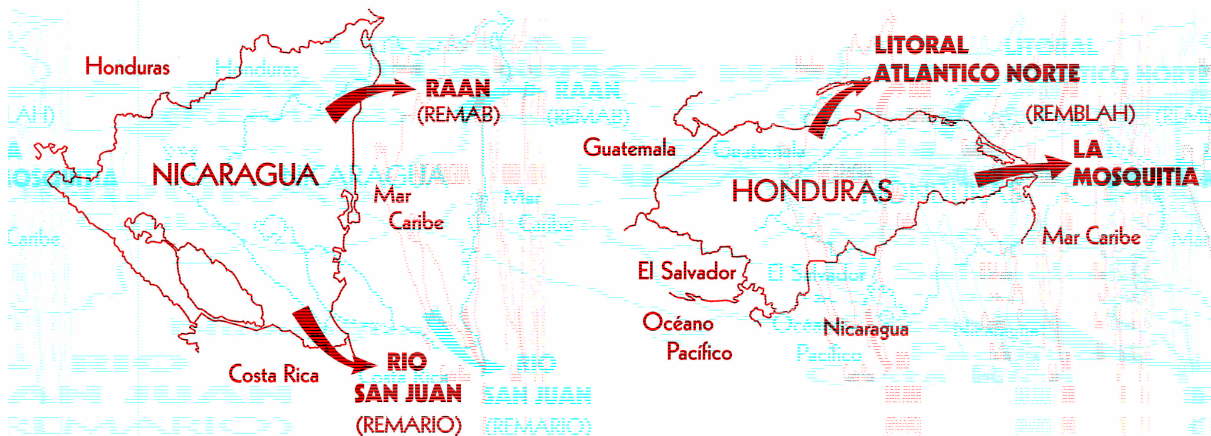 Honduras
RAAN
(REMAB)
NICARAGUA
Mar
Caribe
Costa Rica
RIO
SAN JUAN
(REMARIO)
LITORAL
ATLANTICO NORTE
(REMBLAH)
Guatemala
LA
MOSQUITIA
HONDURAS
Mar Caribe
El Salvador
Océano
Pacífico
Nicaragua